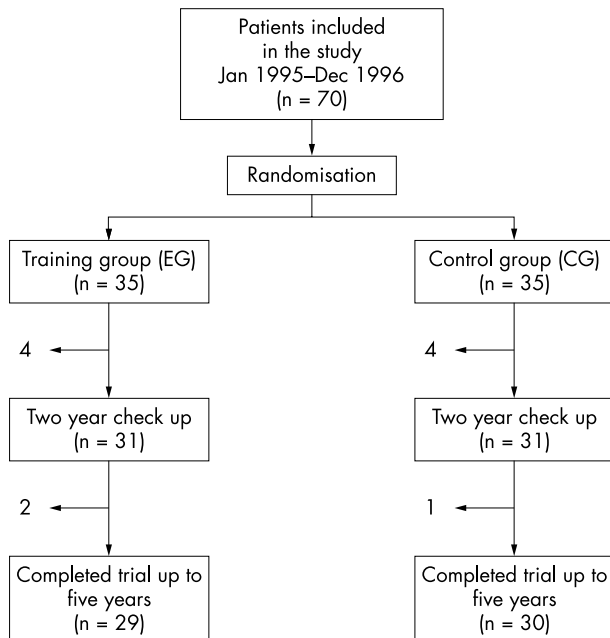 Patients included
in the study
Jan 1995–Dec 1996
(n = 70)
Randomisation
Training group (EG)
(n = 35)
Control group (CG)
(n = 35)
4
4
Two year check up
(n = 31)
Two year check up
(n = 31)
2
1
Completed trial up to
five years
(n = 29)
Completed trial up to
five years
(n = 30)